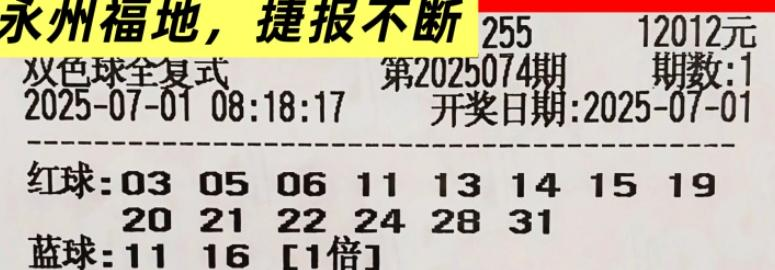 永州福地，捷报不断
255 12012元
双色球全复式 第2025074期 期数:1
2025-07-01 08:18:17 开奖日期:2025-07-01
红球:03 05 06 11 13 14 15 19
20 21 22 24 28 31
蓝球:11 16 [1倍]